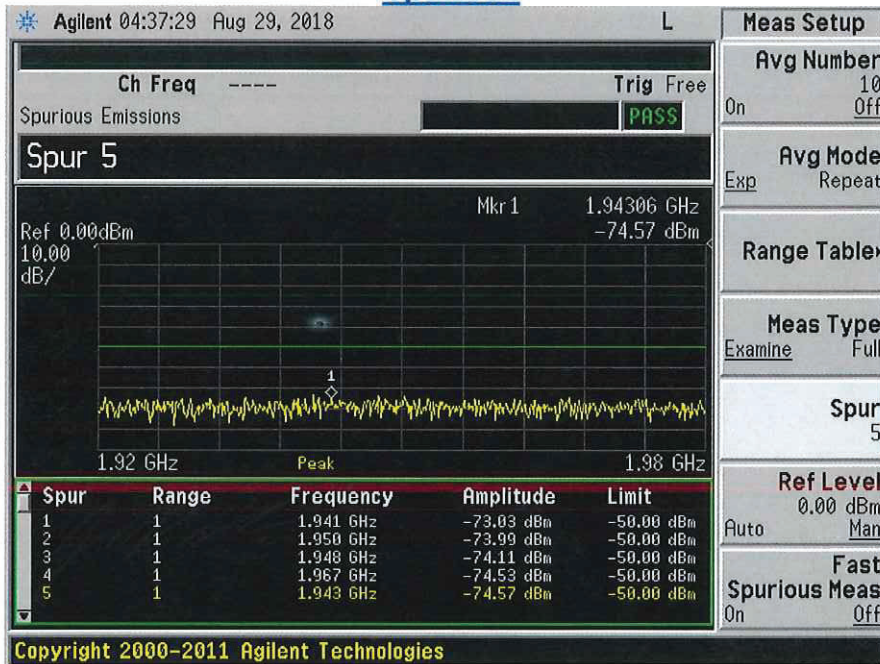 Agilent 04:37:29 Aug 29, 2018 L
Ch Freq ---- Trig Free
Spurious Emissions PASS
Spur 5
Mkr 1 1.94306 GHz
-74.57 dBm
Ref 0.00dBm
10.00
dB/
1
1.92 GHz Peak 1.98 GHz
Spur Range Frequency Amplitude Limit
1 1 1.941 GHz -73.03 dBm -50.00 dBm
2 1 1.950 GHz -73.99 dBm -50.00 dBm
3 1 1.948 GHz -74.11 dBm -50.00 dBm
4 1 1.967 GHz -74.53 dBm -50.00 dBm
5 1 1.943 GHz -74.57 dBm -50.00 dBm
Copyright 2000-2011 Agilent Technologies
Meas Setup
Avg Number
10
On Off
Avg Mode
Exp Repeat
Range Table
Meas Type
Examine Full
Spur
5
Ref Level
0.00 dBm
Auto Man
Fast
Spurious Meas
On Off